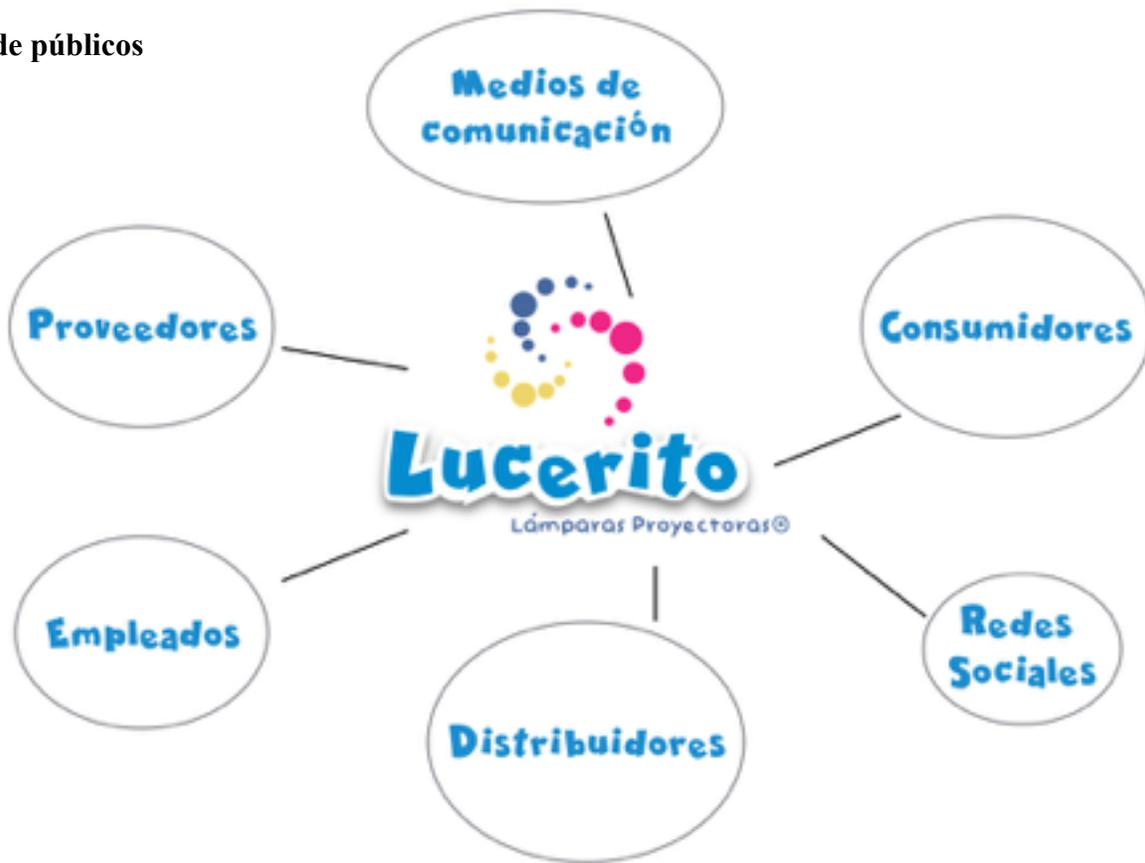 de públicos
Medios de
comunicación
Proveedores
Consumidores
Lucerito
Lámparas Proyectoras®
Empleados
Redes
Sociales
Distribuidores